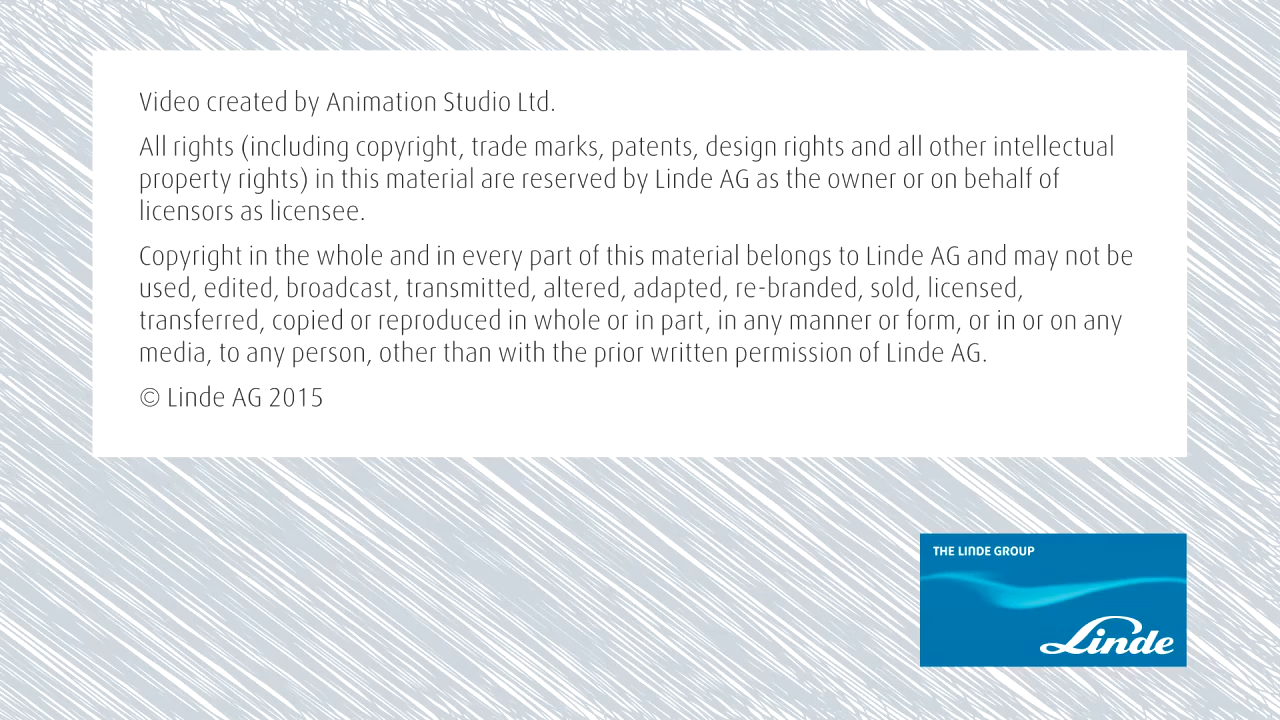 Video created by Animation Studio Ltd.
All rights (including copyright, trade marks, patents, design rights and all other intellectual
property rights) in this material are reserved by Linde AG as the owner or on behalf of
licensors as licensee.
Copyright in the whole and in every part of this material belongs to Linde AG and may not be
used, edited, broadcast, transmitted, altered, adapted, re-branded, sold, licensed,
transferred, copied or reproduced in whole or in part, in any manner or form, or in or on any
media, to any person, other than with the prior written permission of Linde AG.
© Linde AG 2015
THE LINDE GROUP
Linde